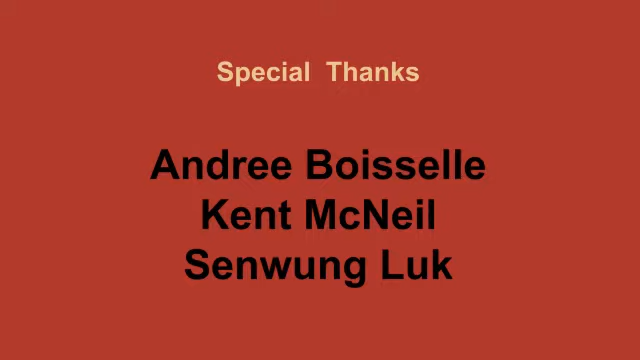 Special Thanks
Andree Boisselle
Kent McNeil
Senwung Luk